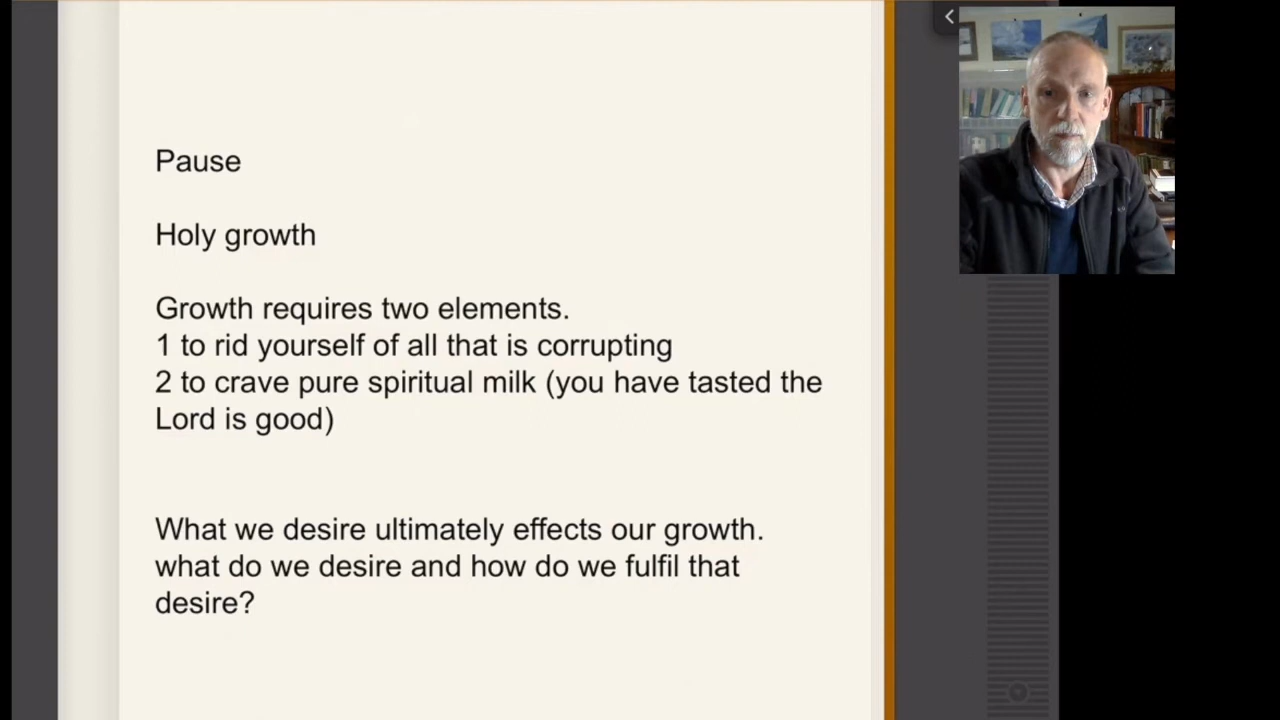 Pause
Holy growth
Growth requires two elements.
1 to rid yourself of all that is corrupting
2 to crave pure spiritual milk (you have tasted the
Lord is good)
What we desire ultimately effects our growth.
what do we desire and how do we fulfil that
desire?